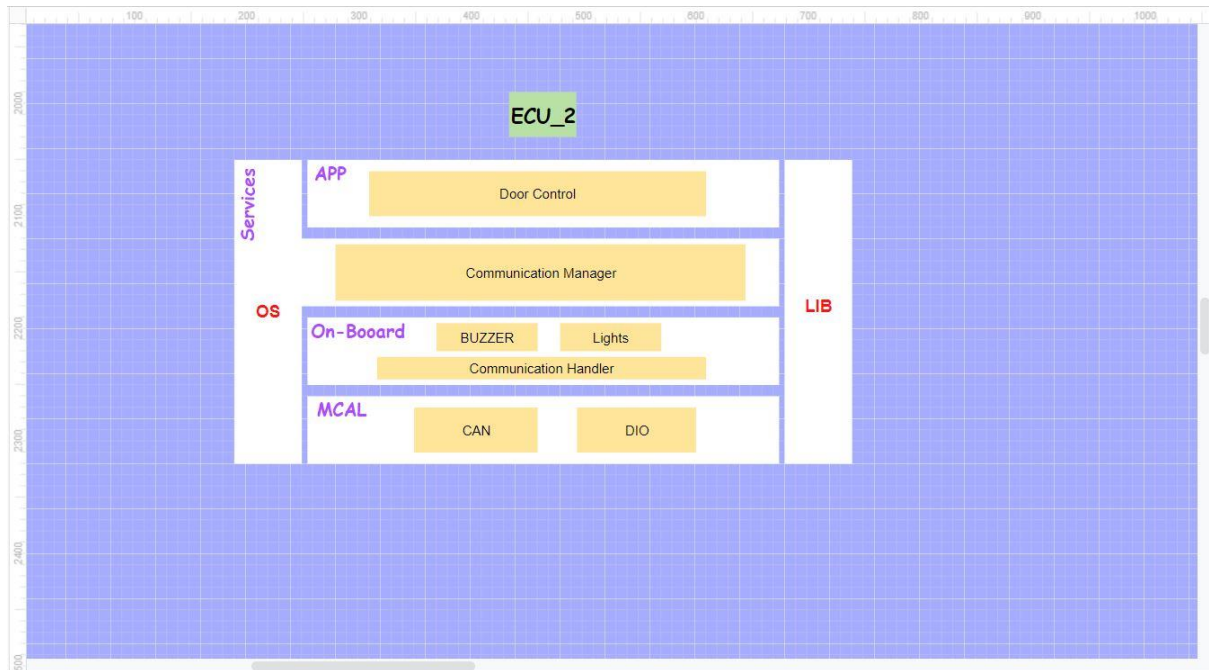 100 200 300 400 500 600 700 800 900 1000
2000
2100
2200
2300
2400
ECU_2
Services
OS
APP
Door Control
Communication Manager
On-Booard
BUZZER
Lights
Communication Handler
MCAL
CAN
DIO
LIB